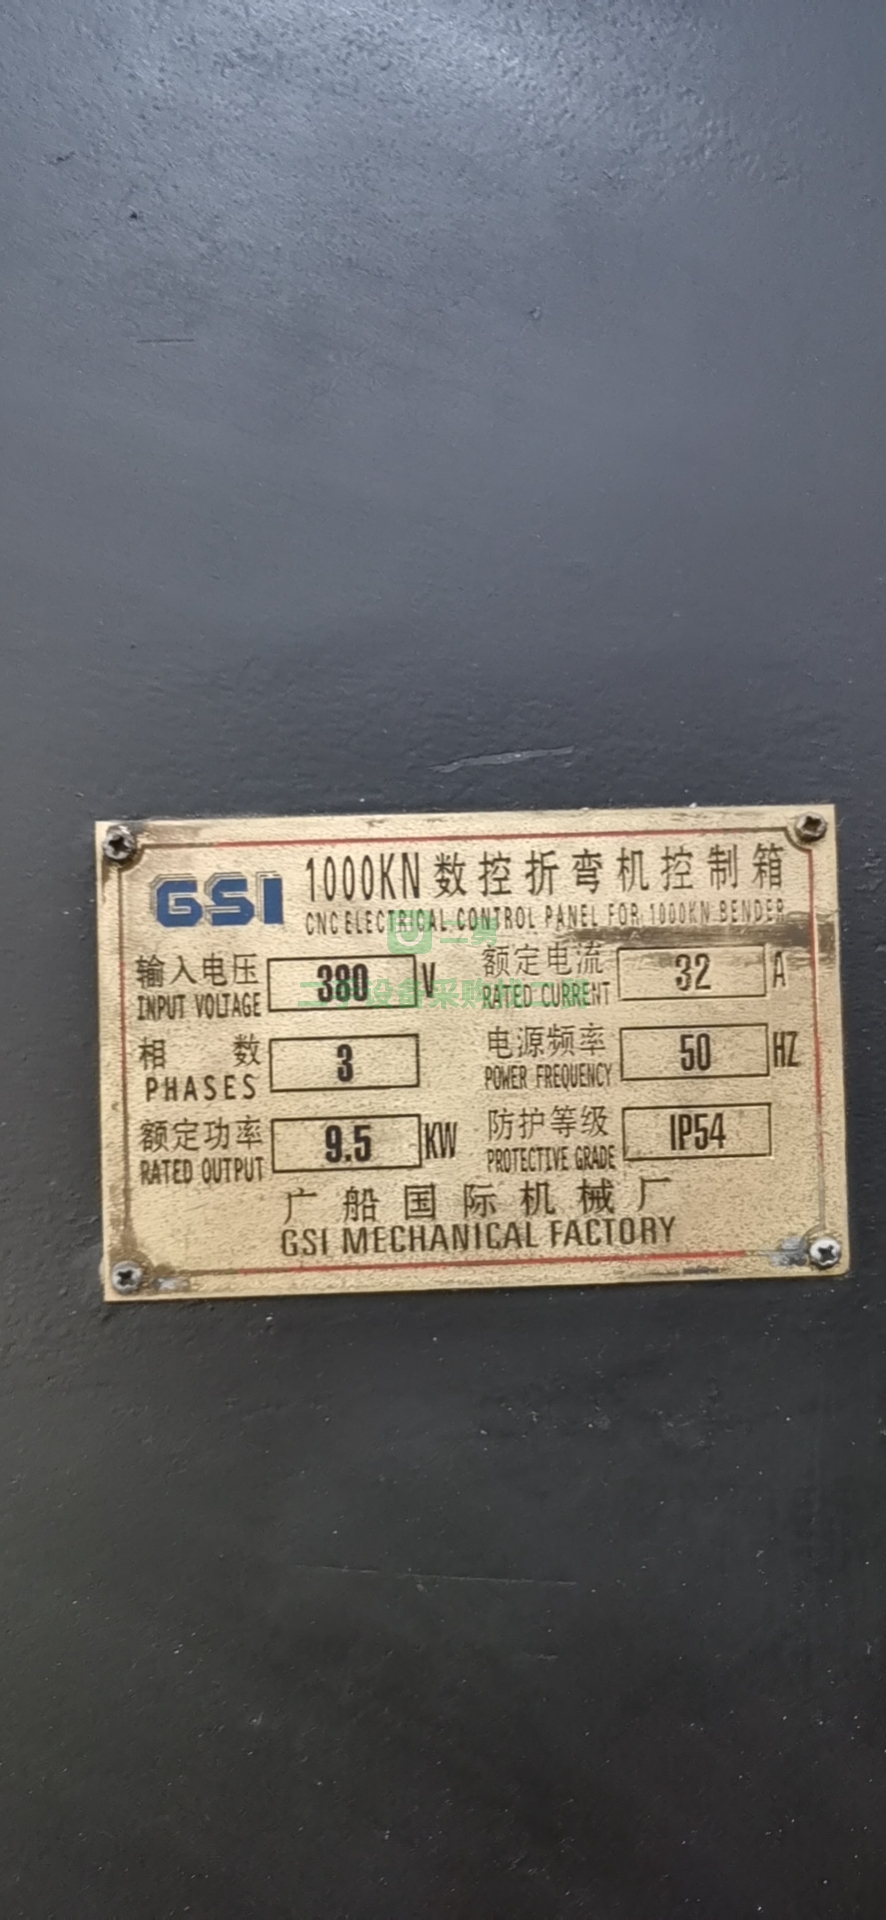 GSI 1000KN数控折弯机控制箱
CNC ELECTRICAL CONTROL PANEL FOR 1000KN BENDER
输入电压 380 V 额定电流 32 A
INPUT VOLTAGE RATED CURRENT
相数 3 电源频率 50 HZ
PHASES POWER FREQUENCY
额定功率 9.5 KW 防护等级 IP54
RATED OUTPUT PROTECTIVE GRADE
广船国际机械厂
GSI MECHANICAL FACTORY